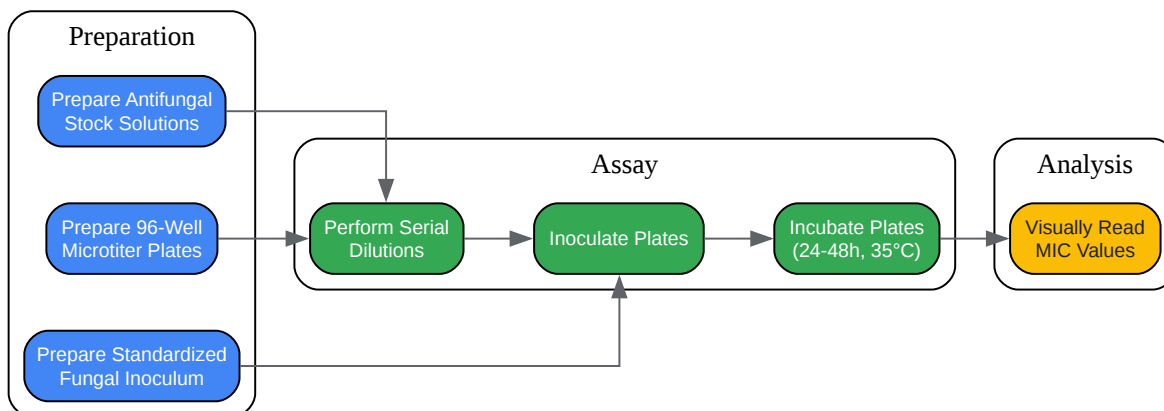 Preparation
Prepare Antifungal
Stock Solutions
Prepare 96-Well
Microtiter Plates
Prepare Standardized
Fungal Inoculum
Assay
Perform Serial
Dilutions
Inoculate Plates
Incubate Plates
(24-48h, 35°C)
Analysis
Visually Read
MIC Values